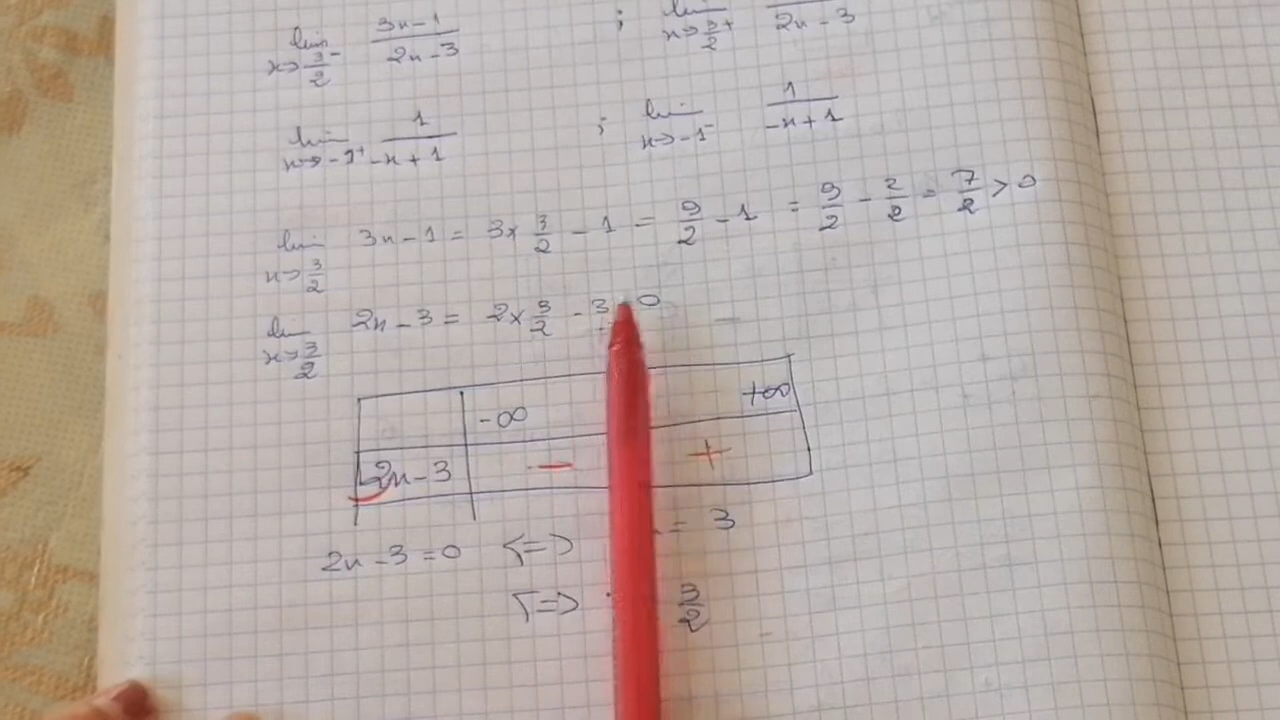 lim x→3/2⁻ (3x-1)/(2x-3) ; lim x→3/2⁺ /(2x-3)
lim x→-1⁺ 1/(-x+1) ; lim x→-1⁻ 1/(-x+1)
lim x→3/2 3x-1 = 3×3/2 - 1 = 9/2 - 1 = 9/2 - 2/2 = 7/2 > 0
lim x→3/2 2x-3 = 2×3/2 - 3 0
-∞ +∞
2x-3 - +
2x-3=0 <=> = 3
<=> 3/2